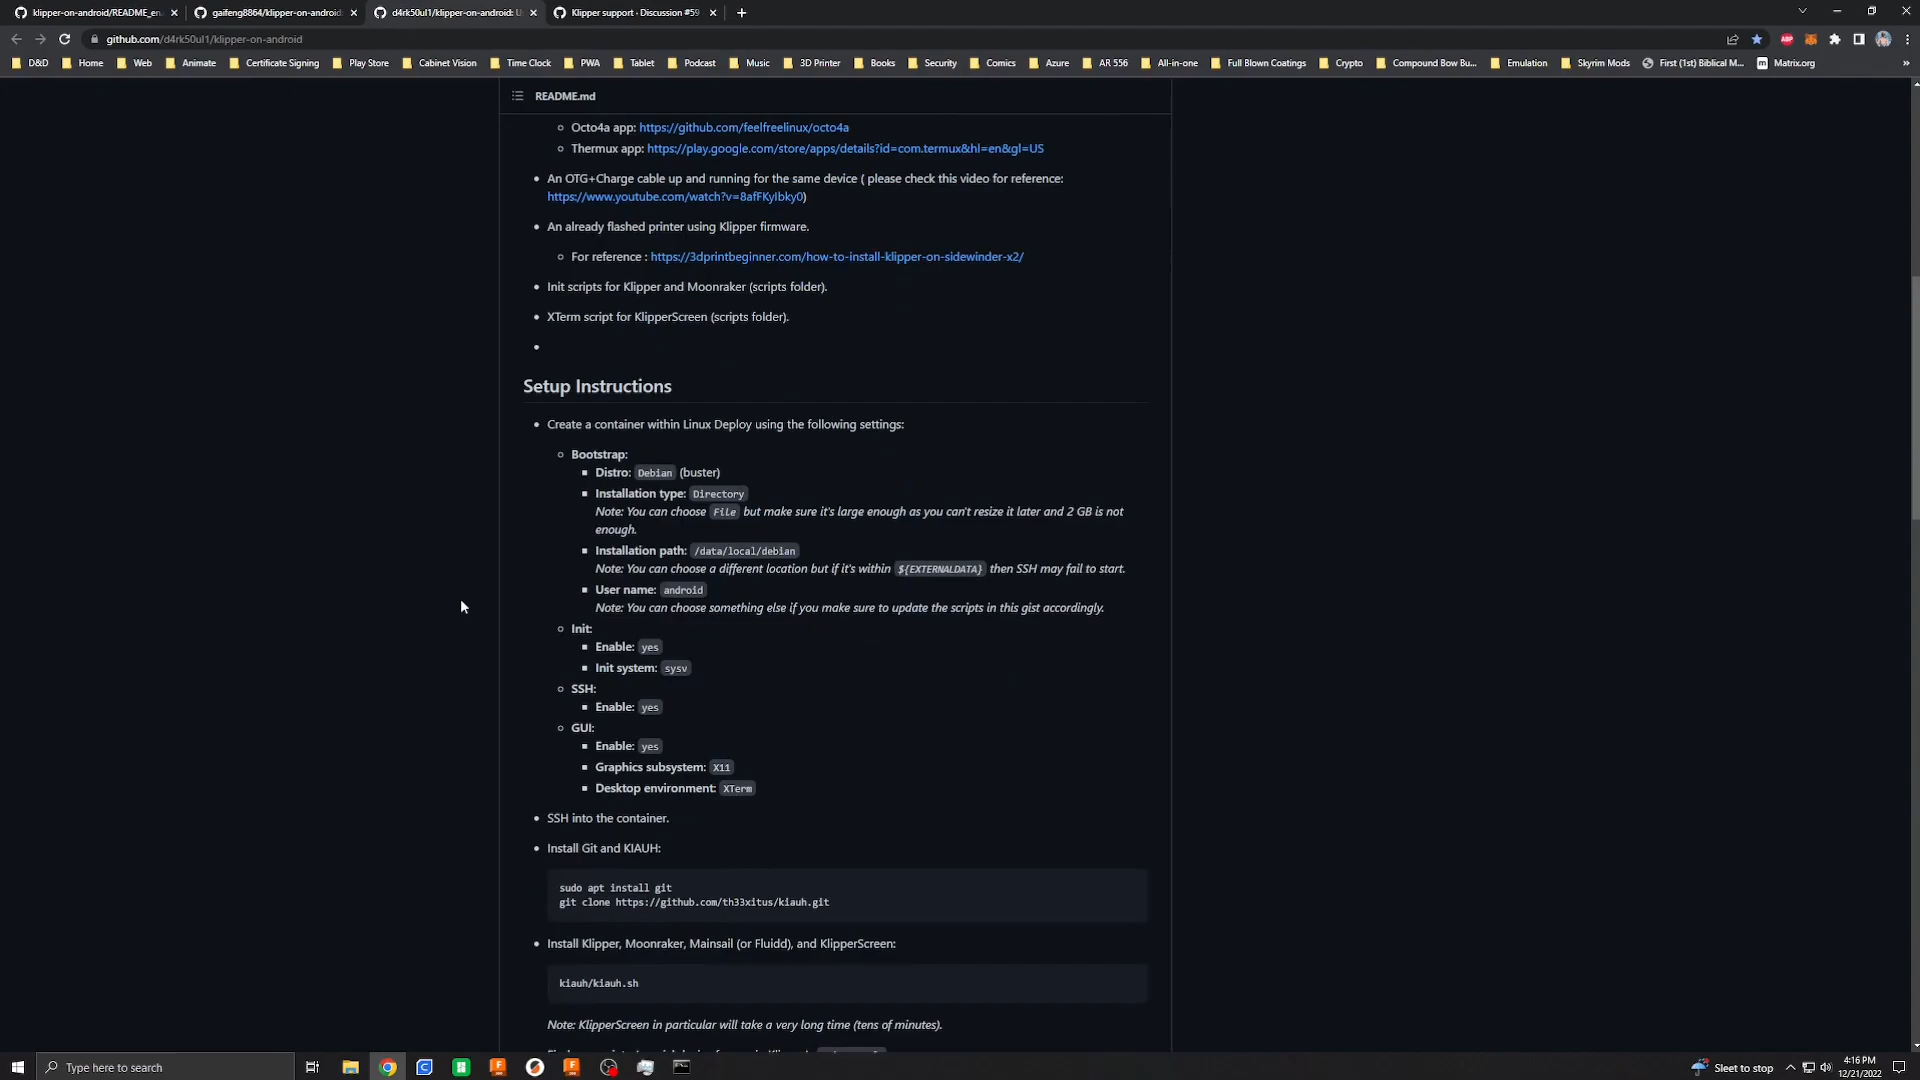 klipper-on-android/README_en.
gaifeng8864/klipper-on-android:
d4rk50ul1/klipper-on-android: U
Klipper support · Discussion #59
github.com/d4rk50ul1/klipper-on-android
D&D
Home
Web
Animate
Certificate Signing
Play Store
Cabinet Vision
Time Clock
PWA
Tablet
Podcast
Music
3D Printer
Books
Security
Comics
Azure
AR 556
All-in-one
Full Blown Coatings
Crypto
Compound Bow Bu...
Emulation
Skyrim Mods
First (1st) Biblical M...
Matrix.org
README.md
Octo4a app: https://github.com/feelfreelinux/octo4a
Thermux app: https://play.google.com/store/apps/details?id=com.termux&hl=en&gl=US
An OTG+Charge cable up and running for the same device ( please check this video for reference:
https://www.youtube.com/watch?v=8afFKyIbky0)
An already flashed printer using Klipper firmware.
For reference : https://3dprintbeginner.com/how-to-install-klipper-on-sidewinder-x2/
Init scripts for Klipper and Moonraker (scripts folder).
XTerm script for KlipperScreen (scripts folder).
Setup Instructions
Create a container within Linux Deploy using the following settings:
Bootstrap:
Distro: Debian (buster)
Installation type: Directory
Note: You can choose File but make sure it's large enough as you can't resize it later and 2 GB is not
enough.
Installation path: /data/local/debian
Note: You can choose a different location but if it's within ${EXTERNALDATA} then SSH may fail to start.
User name: android
Note: You can choose something else if you make sure to update the scripts in this gist accordingly.
Init:
Enable: yes
Init system: sysv
SSH:
Enable: yes
GUI:
Enable: yes
Graphics subsystem: X11
Desktop environment: XTerm
SSH into the container.
Install Git and KIAUH:
sudo apt install git
git clone https://github.com/th33xitus/kiauh.git
Install Klipper, Moonraker, Mainsail (or Fluidd), and KlipperScreen:
kiauh/kiauh.sh
Note: KlipperScreen in particular will take a very long time (tens of minutes).
Type here to search
Sleet to stop
4:16 PM
12/21/2022